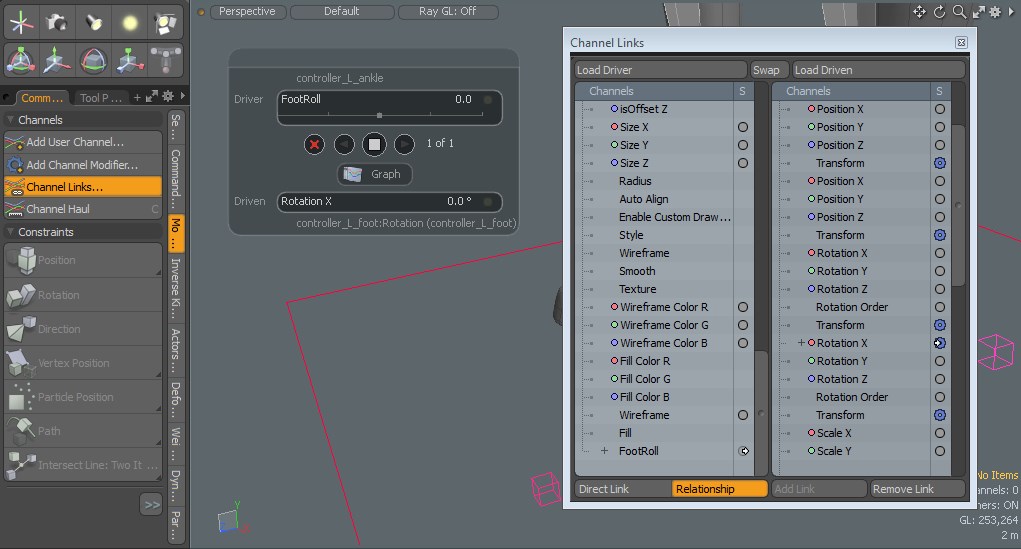 Perspective
Default
Ray GL: Off
Comm...
Tool P ...
Channels
Add User Channel...
Add Channel Modifier...
Channel Links...
Channel Haul C
Constraints
Position
Rotation
Direction
Vertex Position
Particle Position
Path
Intersect Line: Two It ...
>>
Se ...
Command...
Mo ...
Inverse Ki...
Actors ...
Defo ...
Wei ...
Dyn...
Par ...
controller_L_ankle
Driver
FootRoll 0.0
1 of 1
Graph
Driven
Rotation X 0.0 °
controller_L_foot:Rotation (controller_L_foot)
Channel Links
Load Driver
Swap
Load Driven
Channels S
isOffset Z
Size X
Size Y
Size Z
Radius
Auto Align
Enable Custom Draw...
Style
Wireframe
Smooth
Texture
Wireframe Color R
Wireframe Color G
Wireframe Color B
Fill Color R
Fill Color G
Fill Color B
Wireframe
Fill
FootRoll
Channels S
Position X
Position Y
Position Z
Transform
Position X
Position Y
Position Z
Transform
Rotation X
Rotation Y
Rotation Z
Rotation Order
Transform
Rotation X
Rotation Y
Rotation Z
Rotation Order
Transform
Scale X
Scale Y
Direct Link
Relationship
Add Link
Remove Link
No Items
annels: 0
ners: ON
GL: 253,264
2 m
Y